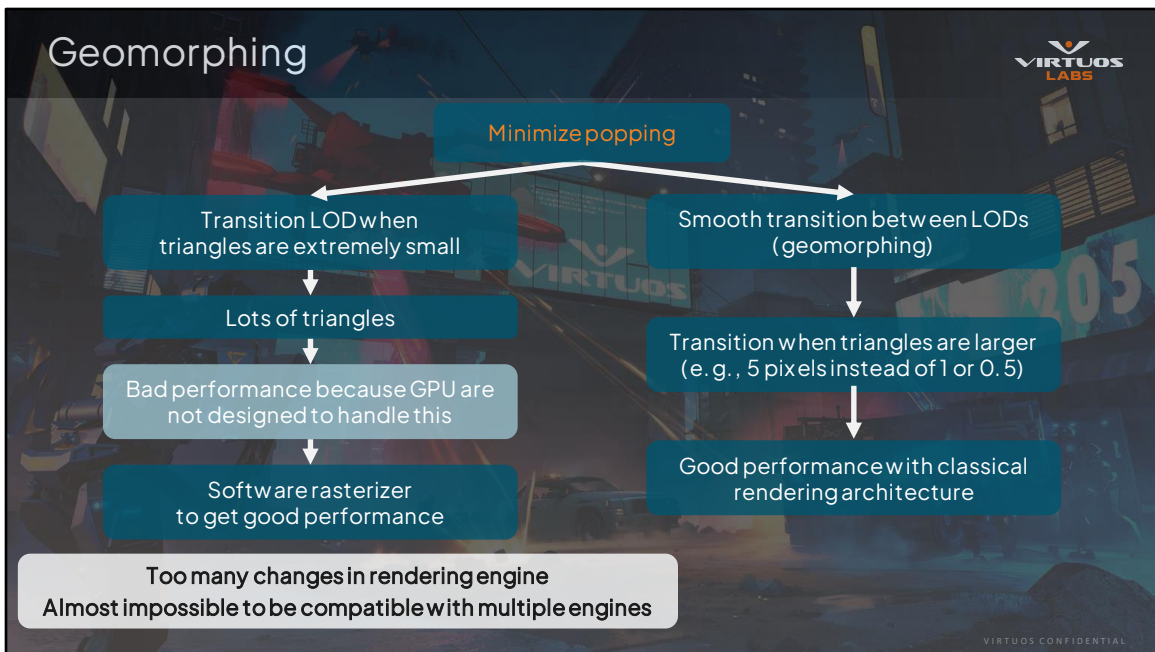 Geomorphing
VIRTUOS
LABS
Minimize popping
Transition LOD when
triangles are extremely small
Lots of triangles
Bad performance because GPU are
not designed to handle this
Software rasterizer
to get good performance
Smooth transition between LODs
(geomorphing)
Transition when triangles are larger
(e.g., 5 pixels instead of 1 or 0.5)
Good performance with classical
rendering architecture
VIRTUOS
205
Too many changes in rendering engine
Almost impossible to be compatible with multiple engines
VIRTUOS CONFIDENTIAL